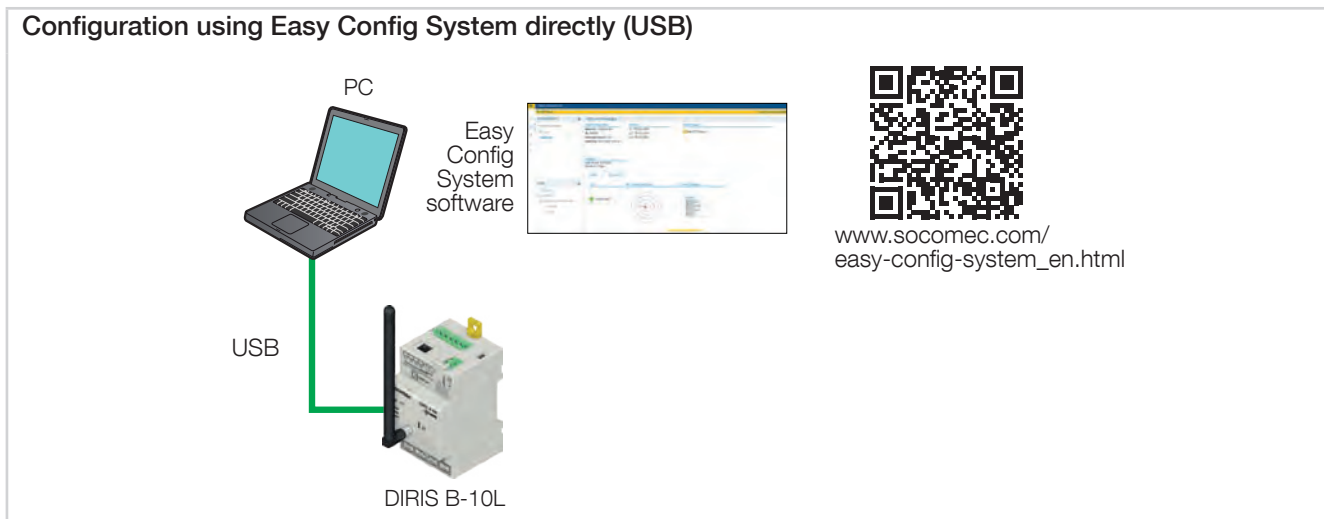 Configuration using Easy Config System directly (USB)
PC
Easy
Config
System
software
www.socomec.com/
easy-config-system_en.html
USB
DIRIS B-10L